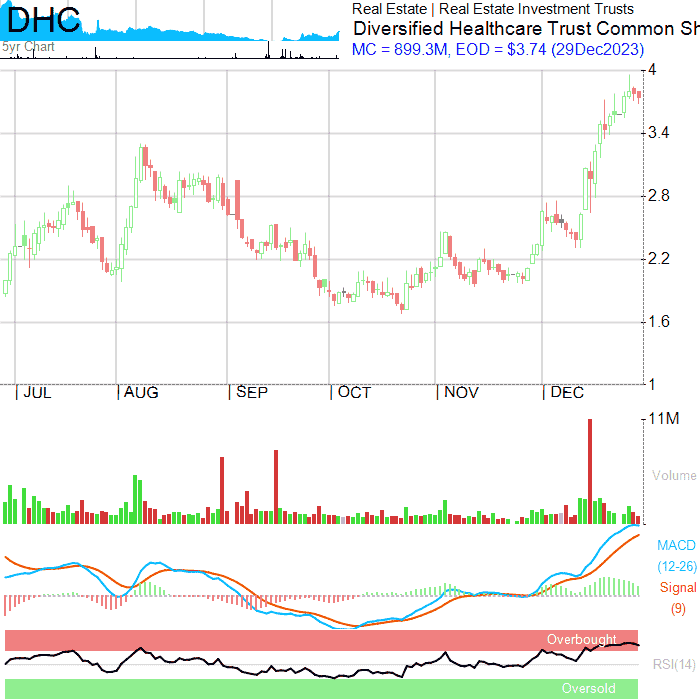 DHC
5yr Chart
Real Estate | Real Estate Investment Trusts
Diversified Healthcare Trust Common Sh
MC = 899.3M, EOD = $3.74 (29Dec2023)
4
3.4
2.8
2.2
1.6
1
JUL AUG SEP OCT NOV DEC
11M
Volume
MACD
(12-26)
Signal
(9)
Overbought
RSI(14)
Oversold